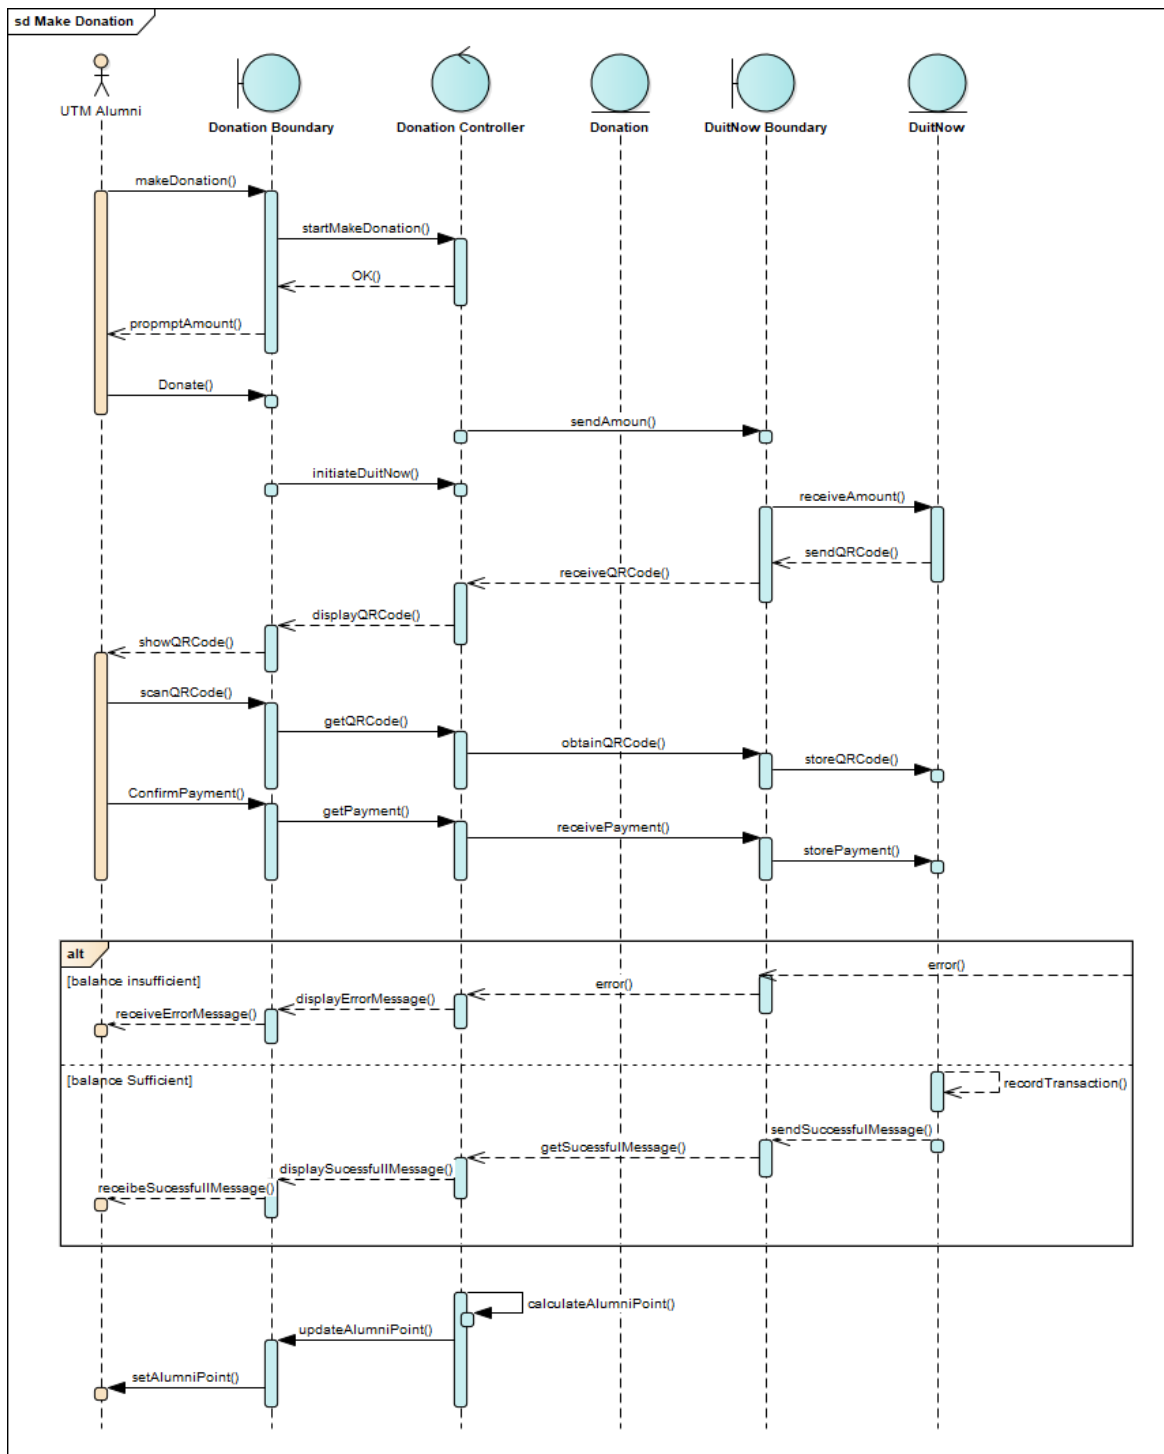 sd Make Donation
UTM Alumni
Donation Boundary
Donation Controller
Donation
DuitNow Boundary
DuitNow
makeDonation()
startMakeDonation()
OK()
propmptAmount()
Donate()
sendAmoun()
initiateDuitNow()
receiveAmount()
sendQRCode()
receiveQRCode()
displayQRCode()
showQRCode()
scanQRCode()
getQRCode()
obtainQRCode()
storeQRCode()
ConfirmPayment()
getPayment()
receivePayment()
storePayment()
alt
[balance insufficient]
error()
error()
displayErrorMessage()
receiveErrorMessage()
[balance Sufficient]
recordTransaction()
sendSuccessfulMessage()
getSucessfulMessage()
displaySucessfullMessage()
receibeSucessfullMessage()
calculateAlumniPoint()
updateAlumniPoint()
setAlumniPoint()